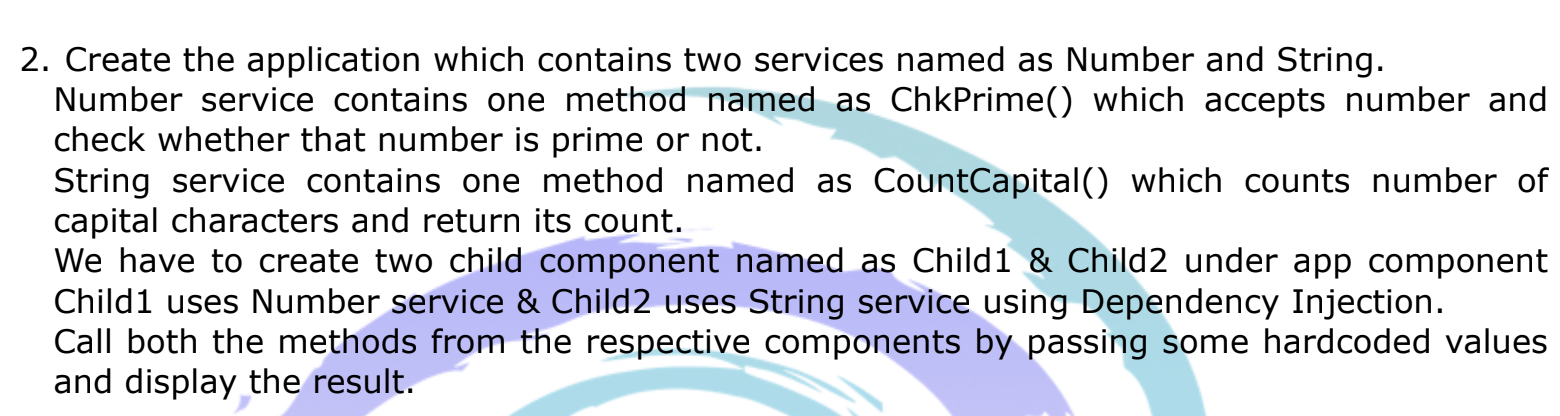 2. Create the application which contains two services named as Number and String.
Number service contains one method named as ChkPrime() which accepts number and
check whether that number is prime or not.
String service contains one method named as CountCapital() which counts number of
capital characters and return its count.
We have to create two child component named as Child1 & Child2 under app component
Child1 uses Number service & Child2 uses String service using Dependency Injection.
Call both the methods from the respective components by passing some hardcoded values
and display the result.